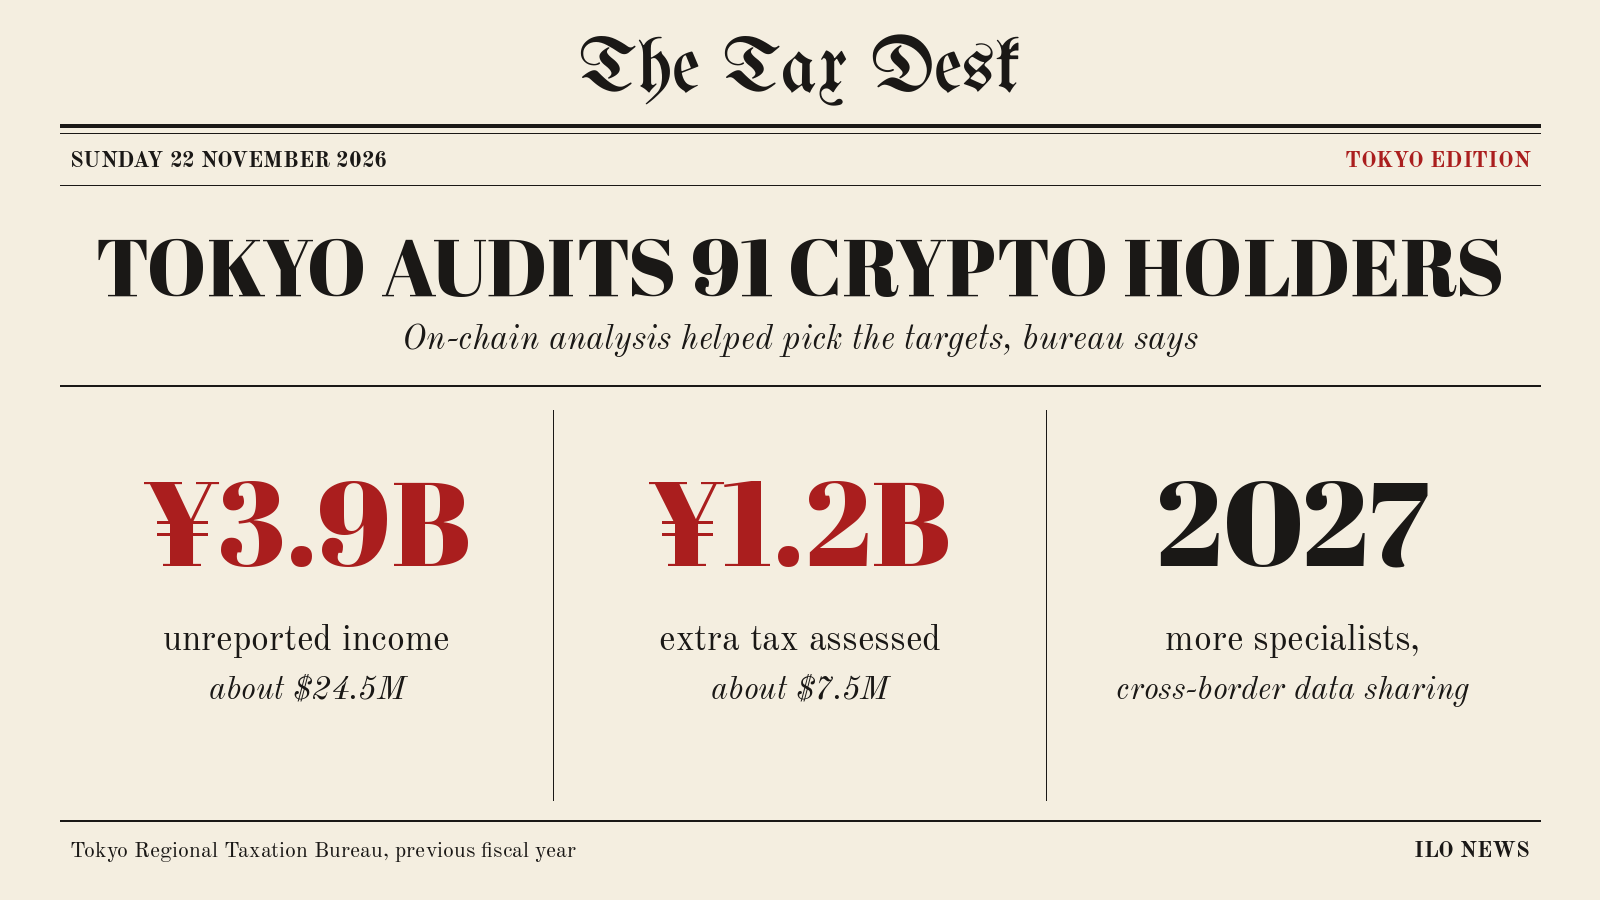 The Tax Desk
SUNDAY 22 NOVEMBER 2026
TOKYO EDITION
TOKYO AUDITS 91 CRYPTO HOLDERS
On-chain analysis helped pick the targets, bureau says
¥3.9B
unreported income
about $24.5M
¥1.2B
extra tax assessed
about $7.5M
2027
more specialists,
cross-border data sharing
Tokyo Regional Taxation Bureau, previous fiscal year
ILO NEWS